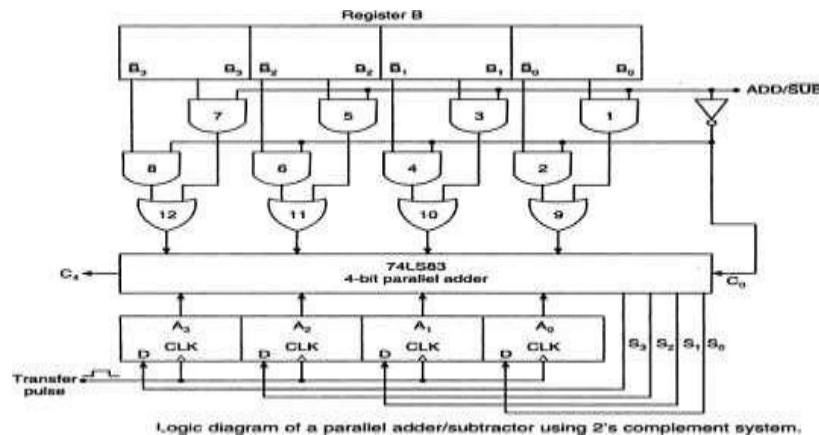 Register B
B₃ B₃ B₂ B₂ B₁ B₁ B₀ B₀
ADD/S̅U̅B̅
7 5 3 1
8 6 4 2
12 11 10 9
74LS83
4-bit parallel adder
C₄ C₀
A₃ A₂ A₁ A₀
S₃ S₂ S₁ S₀
CLK CLK CLK CLK
D D D D
Transfer
pulse
Logic diagram of a parallel adder/subtractor using 2's complement system.